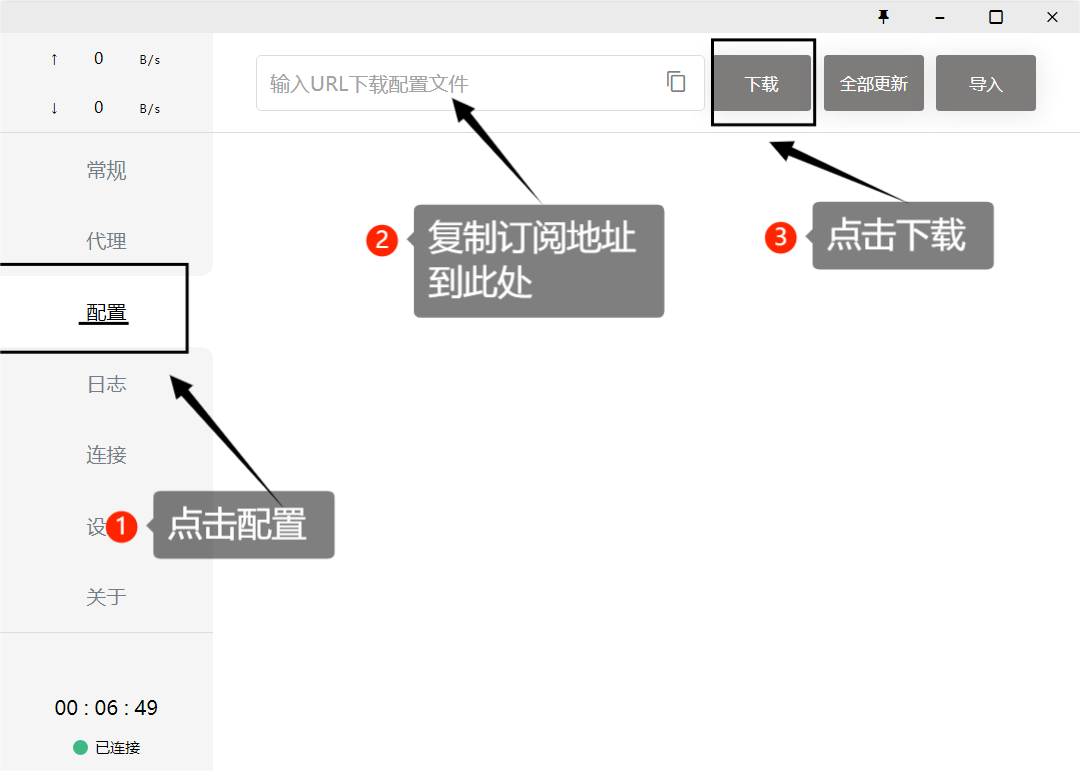 ↑ 0 B/s
↓ 0 B/s
常规
代理
配置
日志
连接
设
关于
00 : 06 : 49
已连接
输入URL下载配置文件
下载
全部更新
导入
1
点击配置
2
复制订阅地址
到此处
3
点击下载